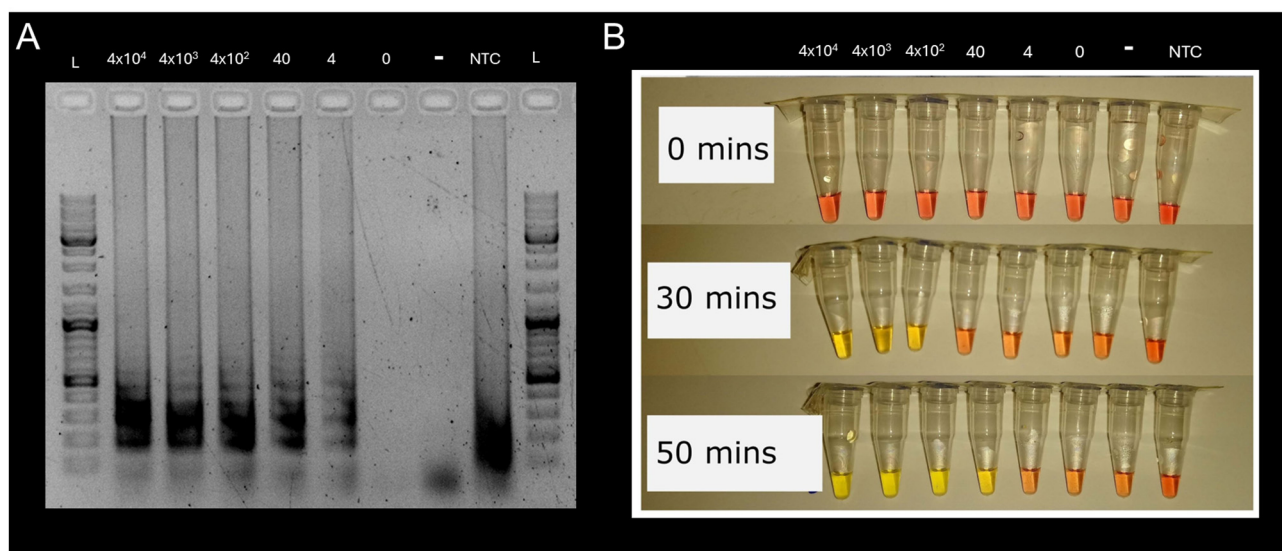 A
L 4x10⁴ 4x10³ 4x10² 40 4 0 - NTC L
B
4x10⁴ 4x10³ 4x10² 40 4 0 - NTC
0 mins
30 mins
50 mins